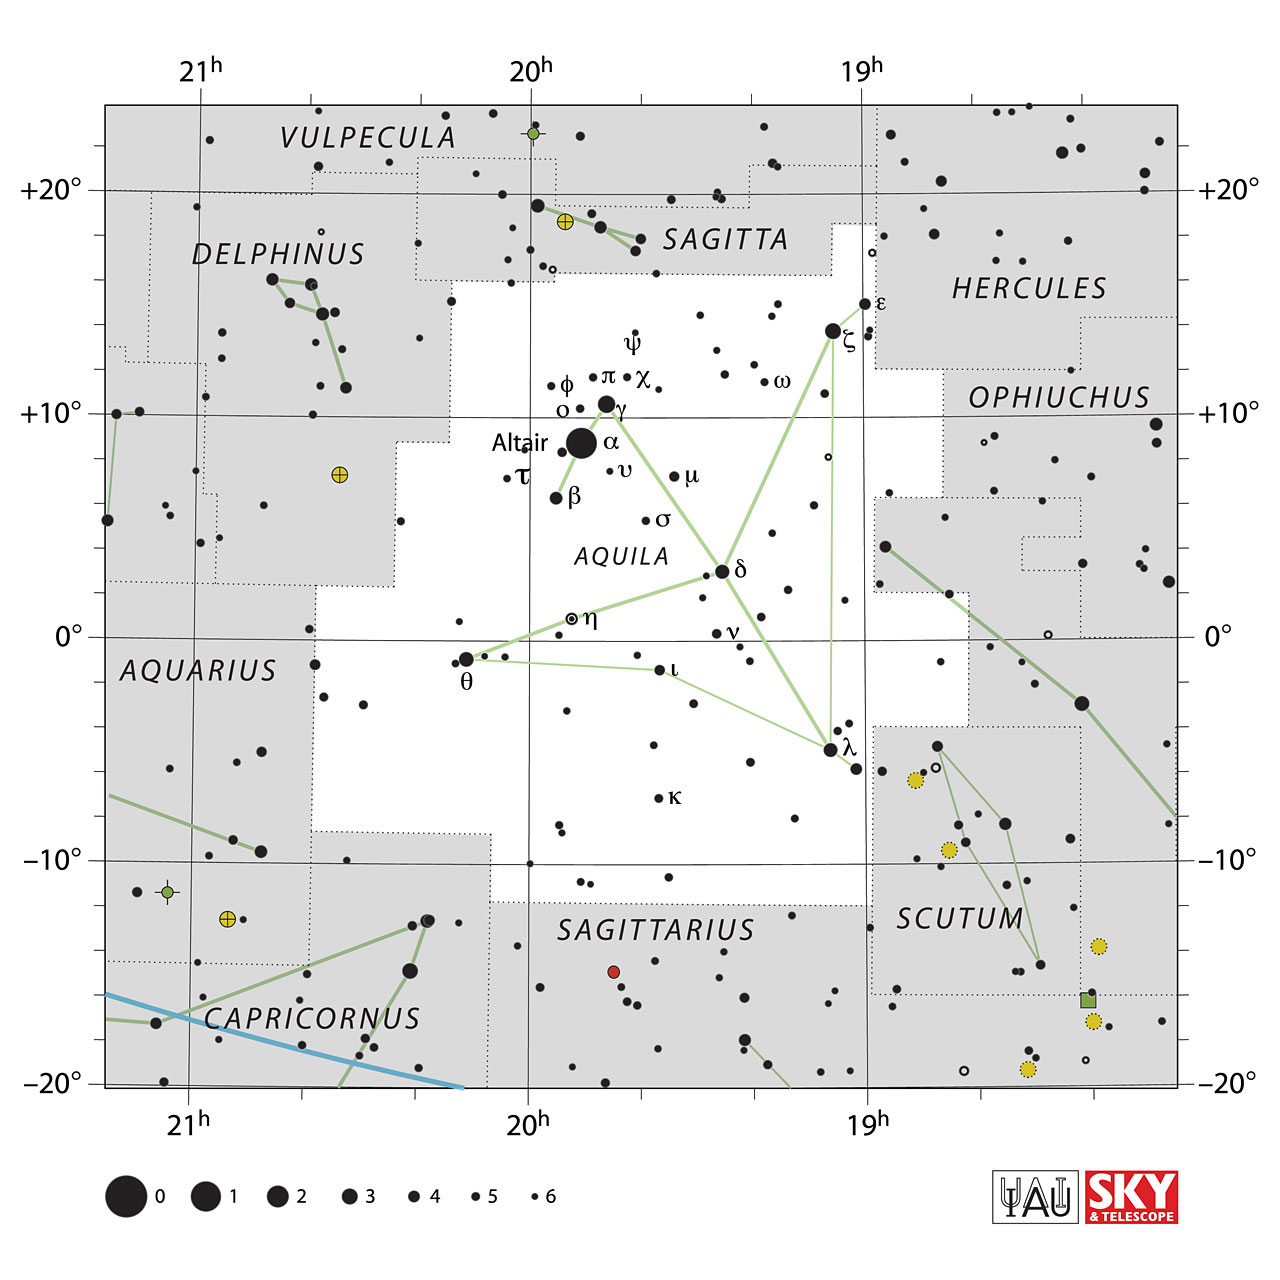 21h 20h 19h
VULPECULA
+20° +20°
SAGITTA
DELPHINUS
HERCULES
ε
ζ
ψ
ϕ π χ ω
OPHIUCHUS
+10° ο γ +10°
Altair α
τ υ μ
β
σ
AQUILA
δ
η
0° ν 0°
AQUARIUS
θ ι
λ
κ
–10° –10°
SCUTUM
SAGITTARIUS
CAPRICORNUS
–20° –20°
21h 20h 19h
0 1 2 3 4 5 6
IAU
SKY
& TELESCOPE